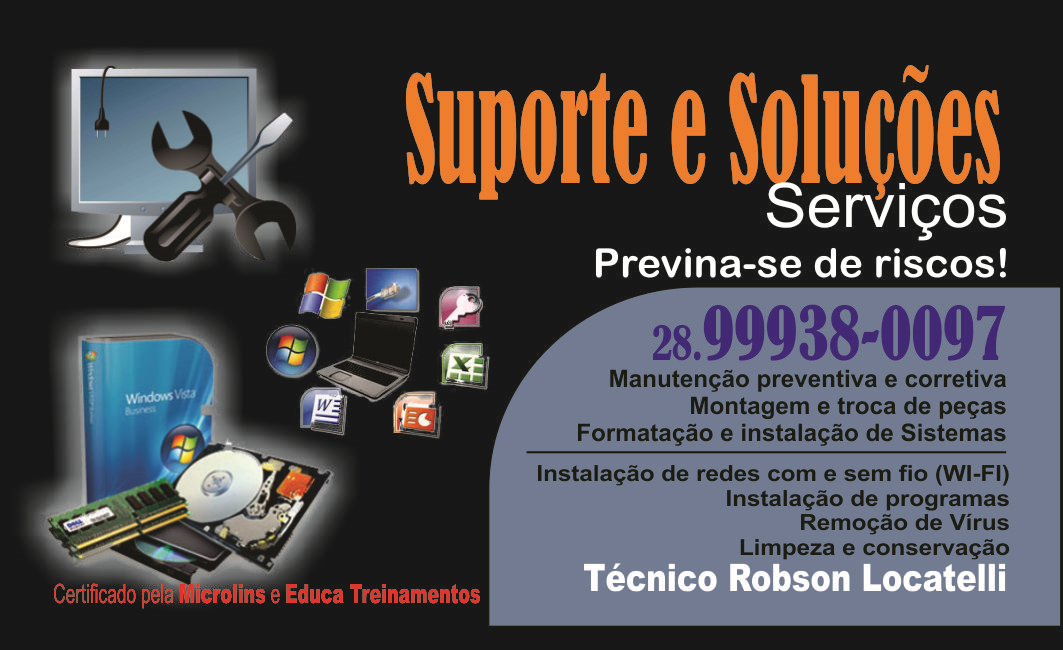 Suporte e Soluções
Serviços
Previna-se de riscos!
28.99938-0097
Manutenção preventiva e corretiva
Montagem e troca de peças
Formatação e instalação de Sistemas
Instalação de redes com e sem fio (WI-FI)
Instalação de programas
Remoção de Vírus
Limpeza e conservação
Técnico Robson Locatelli
Windows Vista
Business
DELL
Certificado pela Microlins e Educa Treinamentos